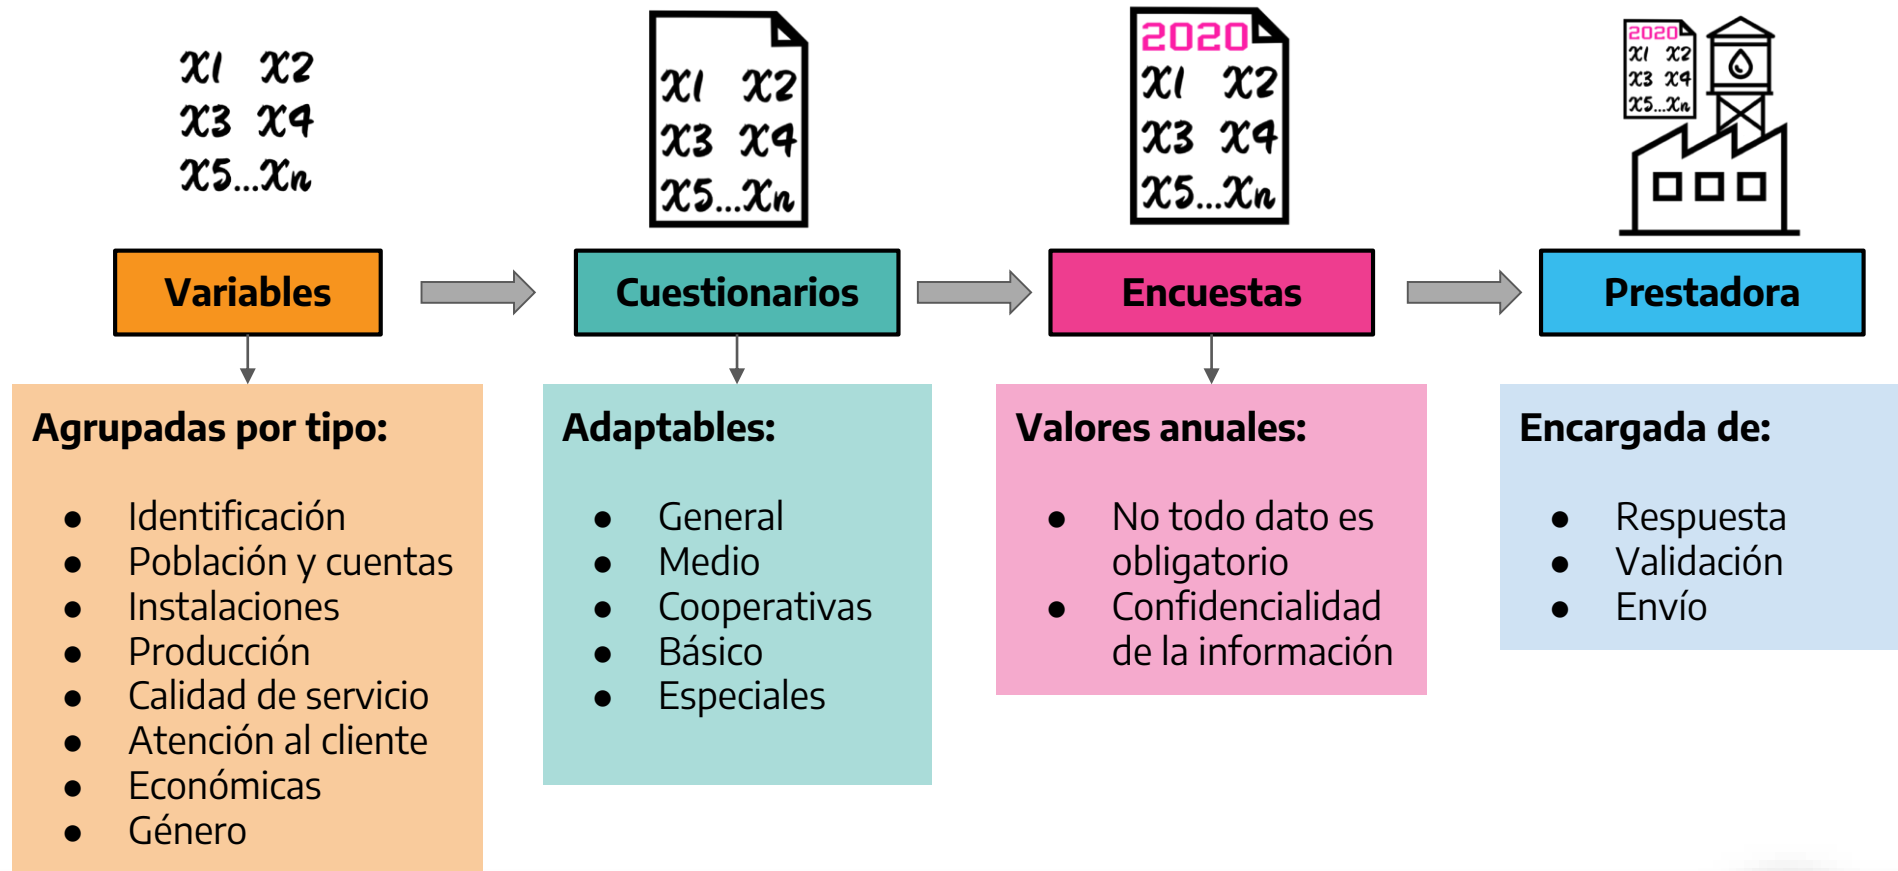 X1 X2
X3 X4
X5...Xn
X1 X2
X3 X4
X5...Xn
2020
X1 X2
X3 X4
X5...Xn
2020
X1 X2
X3 X4
X5...Xn
Variables
Cuestionarios
Encuestas
Prestadora
Agrupadas por tipo:
● Identificación
● Población y cuentas
● Instalaciones
● Producción
● Calidad de servicio
● Atención al cliente
● Económicas
● Género
Adaptables:
● General
● Medio
● Cooperativas
● Básico
● Especiales
Valores anuales:
● No todo dato es
obligatorio
● Confidencialidad
de la información
Encargada de:
● Respuesta
● Validación
● Envío